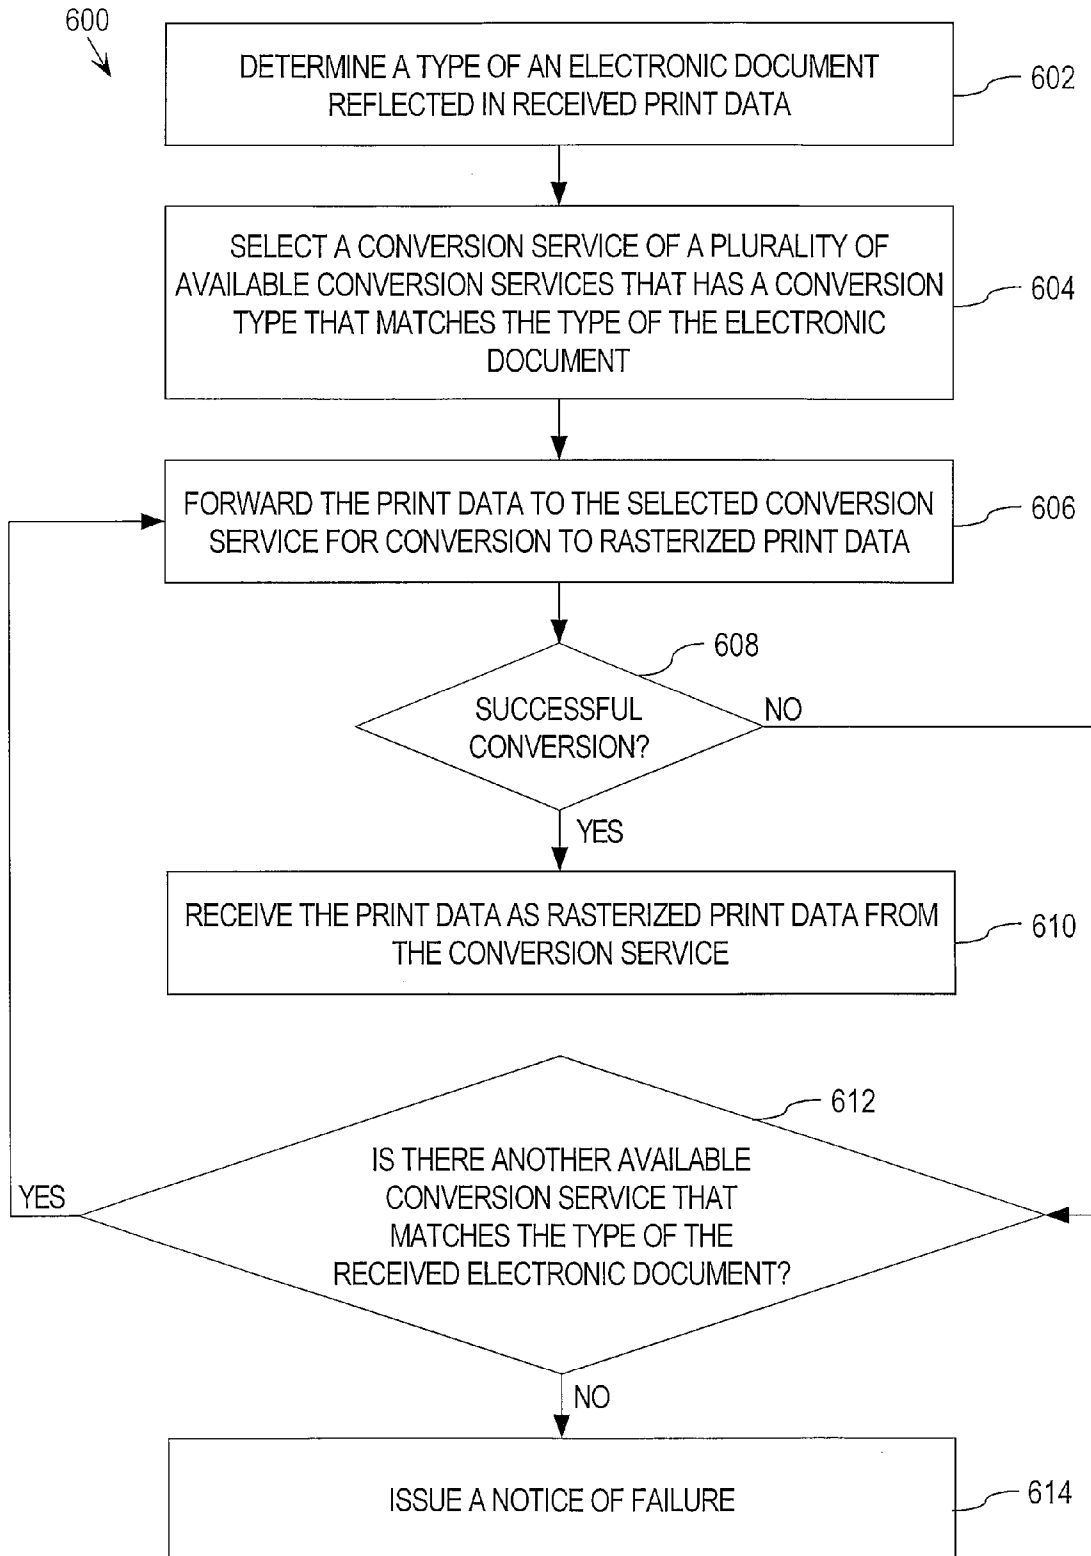 600
DETERMINE A TYPE OF AN ELECTRONIC DOCUMENT
REFLECTED IN RECEIVED PRINT DATA
602
SELECT A CONVERSION SERVICE OF A PLURALITY OF
AVAILABLE CONVERSION SERVICES THAT HAS A CONVERSION
TYPE THAT MATCHES THE TYPE OF THE ELECTRONIC
DOCUMENT
604
FORWARD THE PRINT DATA TO THE SELECTED CONVERSION
SERVICE FOR CONVERSION TO RASTERIZED PRINT DATA
606
608
SUCCESSFUL
CONVERSION?
NO
YES
RECEIVE THE PRINT DATA AS RASTERIZED PRINT DATA FROM
THE CONVERSION SERVICE
610
612
IS THERE ANOTHER AVAILABLE
CONVERSION SERVICE THAT
MATCHES THE TYPE OF THE
RECEIVED ELECTRONIC DOCUMENT?
YES
NO
ISSUE A NOTICE OF FAILURE
614